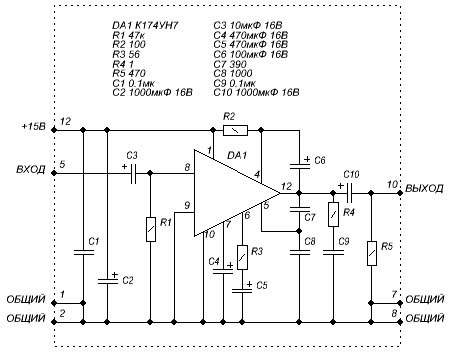 DA1 К174УН7
R1 47к
R2 100
R3 56
R4 1
R5 470
C1 0.1мк
C2 1000мкФ 16В
C3 10мкФ 16В
C4 470мкФ 16В
C5 470мкФ 16В
C6 100мкФ 16В
C7 390
C8 1000
C9 0.1мк
C10 1000мкФ 16В
+15В 12
R2
1
DA1
C3
4
C6
ВХОД 5
+
8
12
C10
10 ВЫХОД
9
5
C7
R4
R1
10
7
6
C1
C2
C4
R3
C5
C8
C9
R5
ОБЩИЙ 1
7 ОБЩИЙ
ОБЩИЙ 2
8 ОБЩИЙ